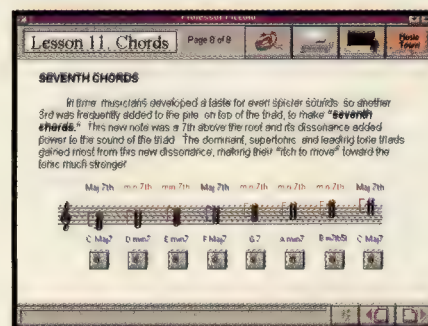 Professor Piccolo
Lesson 11. Chords
Page 8 of 8
Music
Town
SEVENTH CHORDS
In time musicians developed a taste for even spicier sounds so another
3rd was frequently added to the pile on top of the triad, to make "seventh
chords." This new note was a 7th above the root and its dissonance added
power to the sound of the triad. The dominant, supertonic and leading tone triads
gained most from this new dissonance, making their "itch to move" toward the
tonic much stronger
Maj 7th min 7th min 7th Maj 7th min 7th min 7th min 7th Maj 7th
C Maj7 D min7 E min7 F Maj7 G 7 A min7 B m7(b5) C Maj7